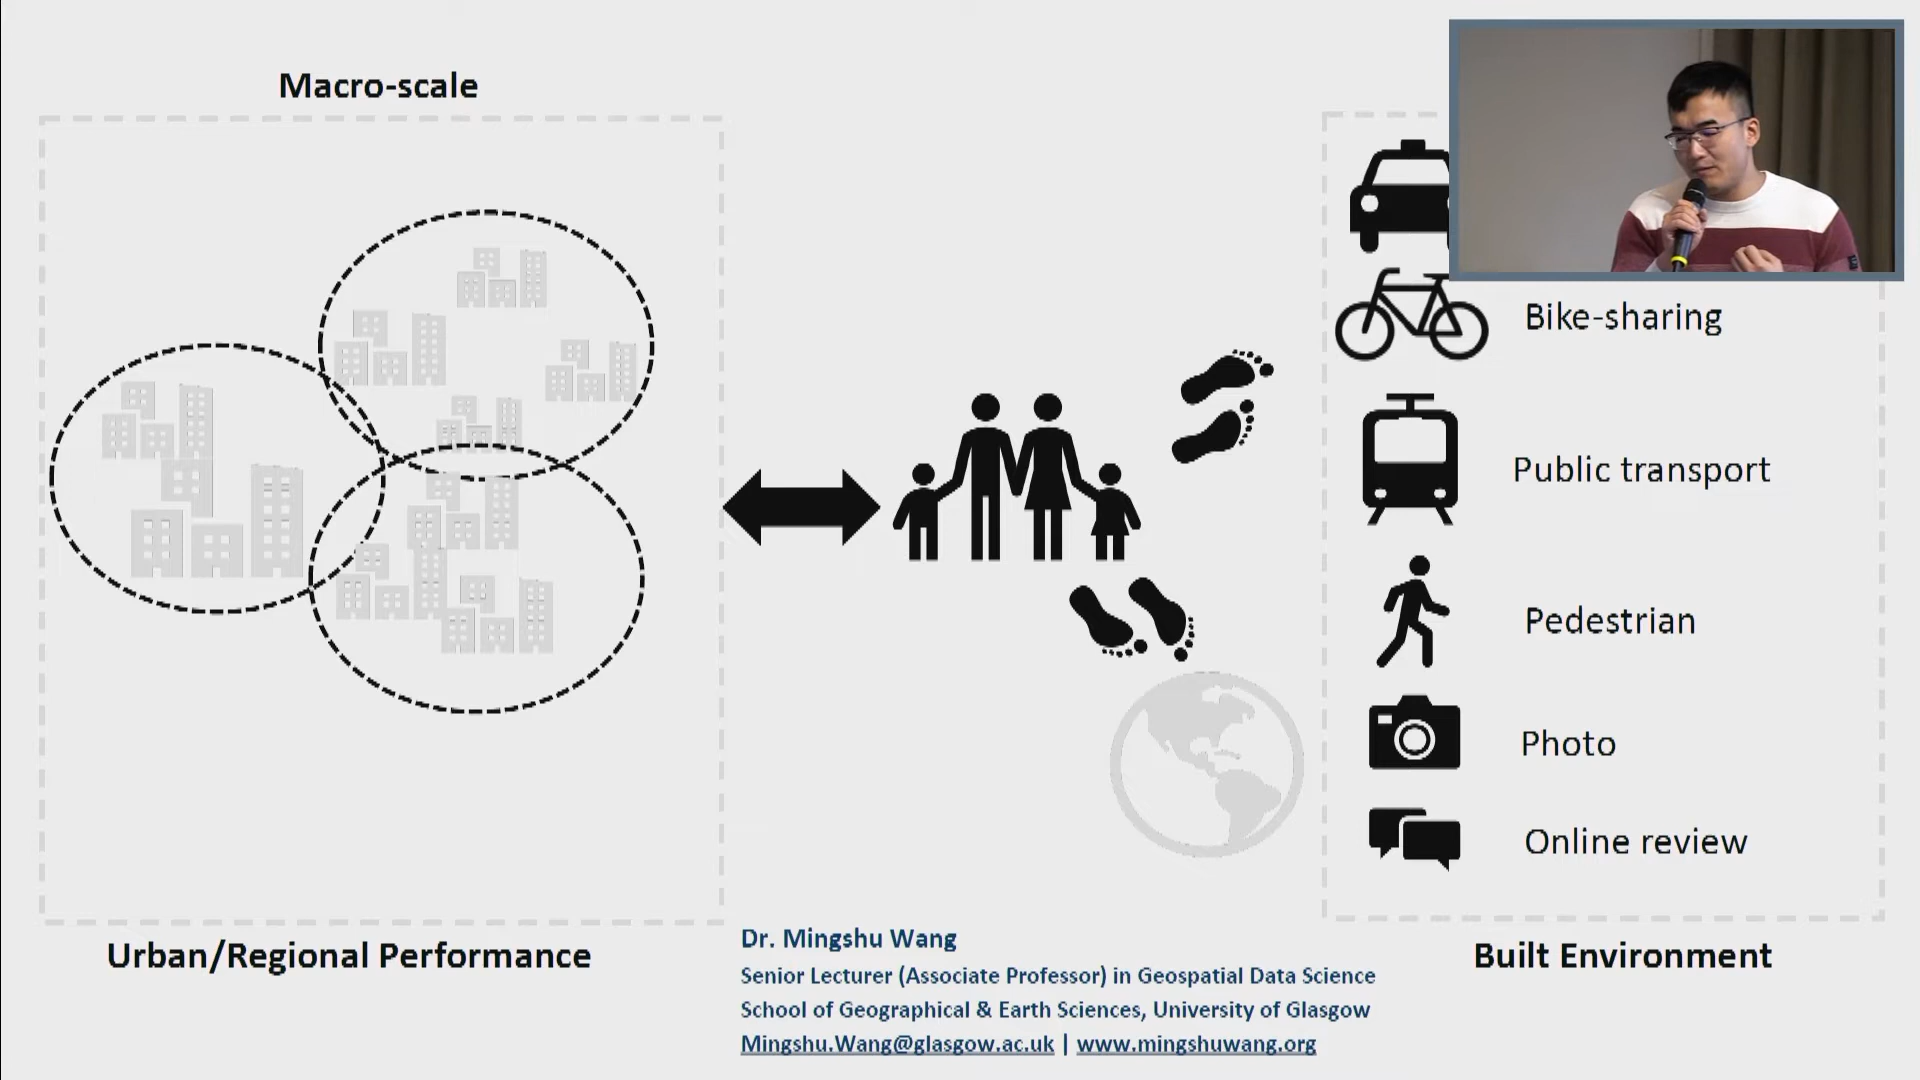 Macro-scale
Bike-sharing
Public transport
Pedestrian
Photo
Online review
Urban/Regional Performance
Built Environment
Dr. Mingshu Wang
Senior Lecturer (Associate Professor) in Geospatial Data Science
School of Geographical & Earth Sciences, University of Glasgow
Mingshu.Wang@glasgow.ac.uk | www.mingshuwang.org